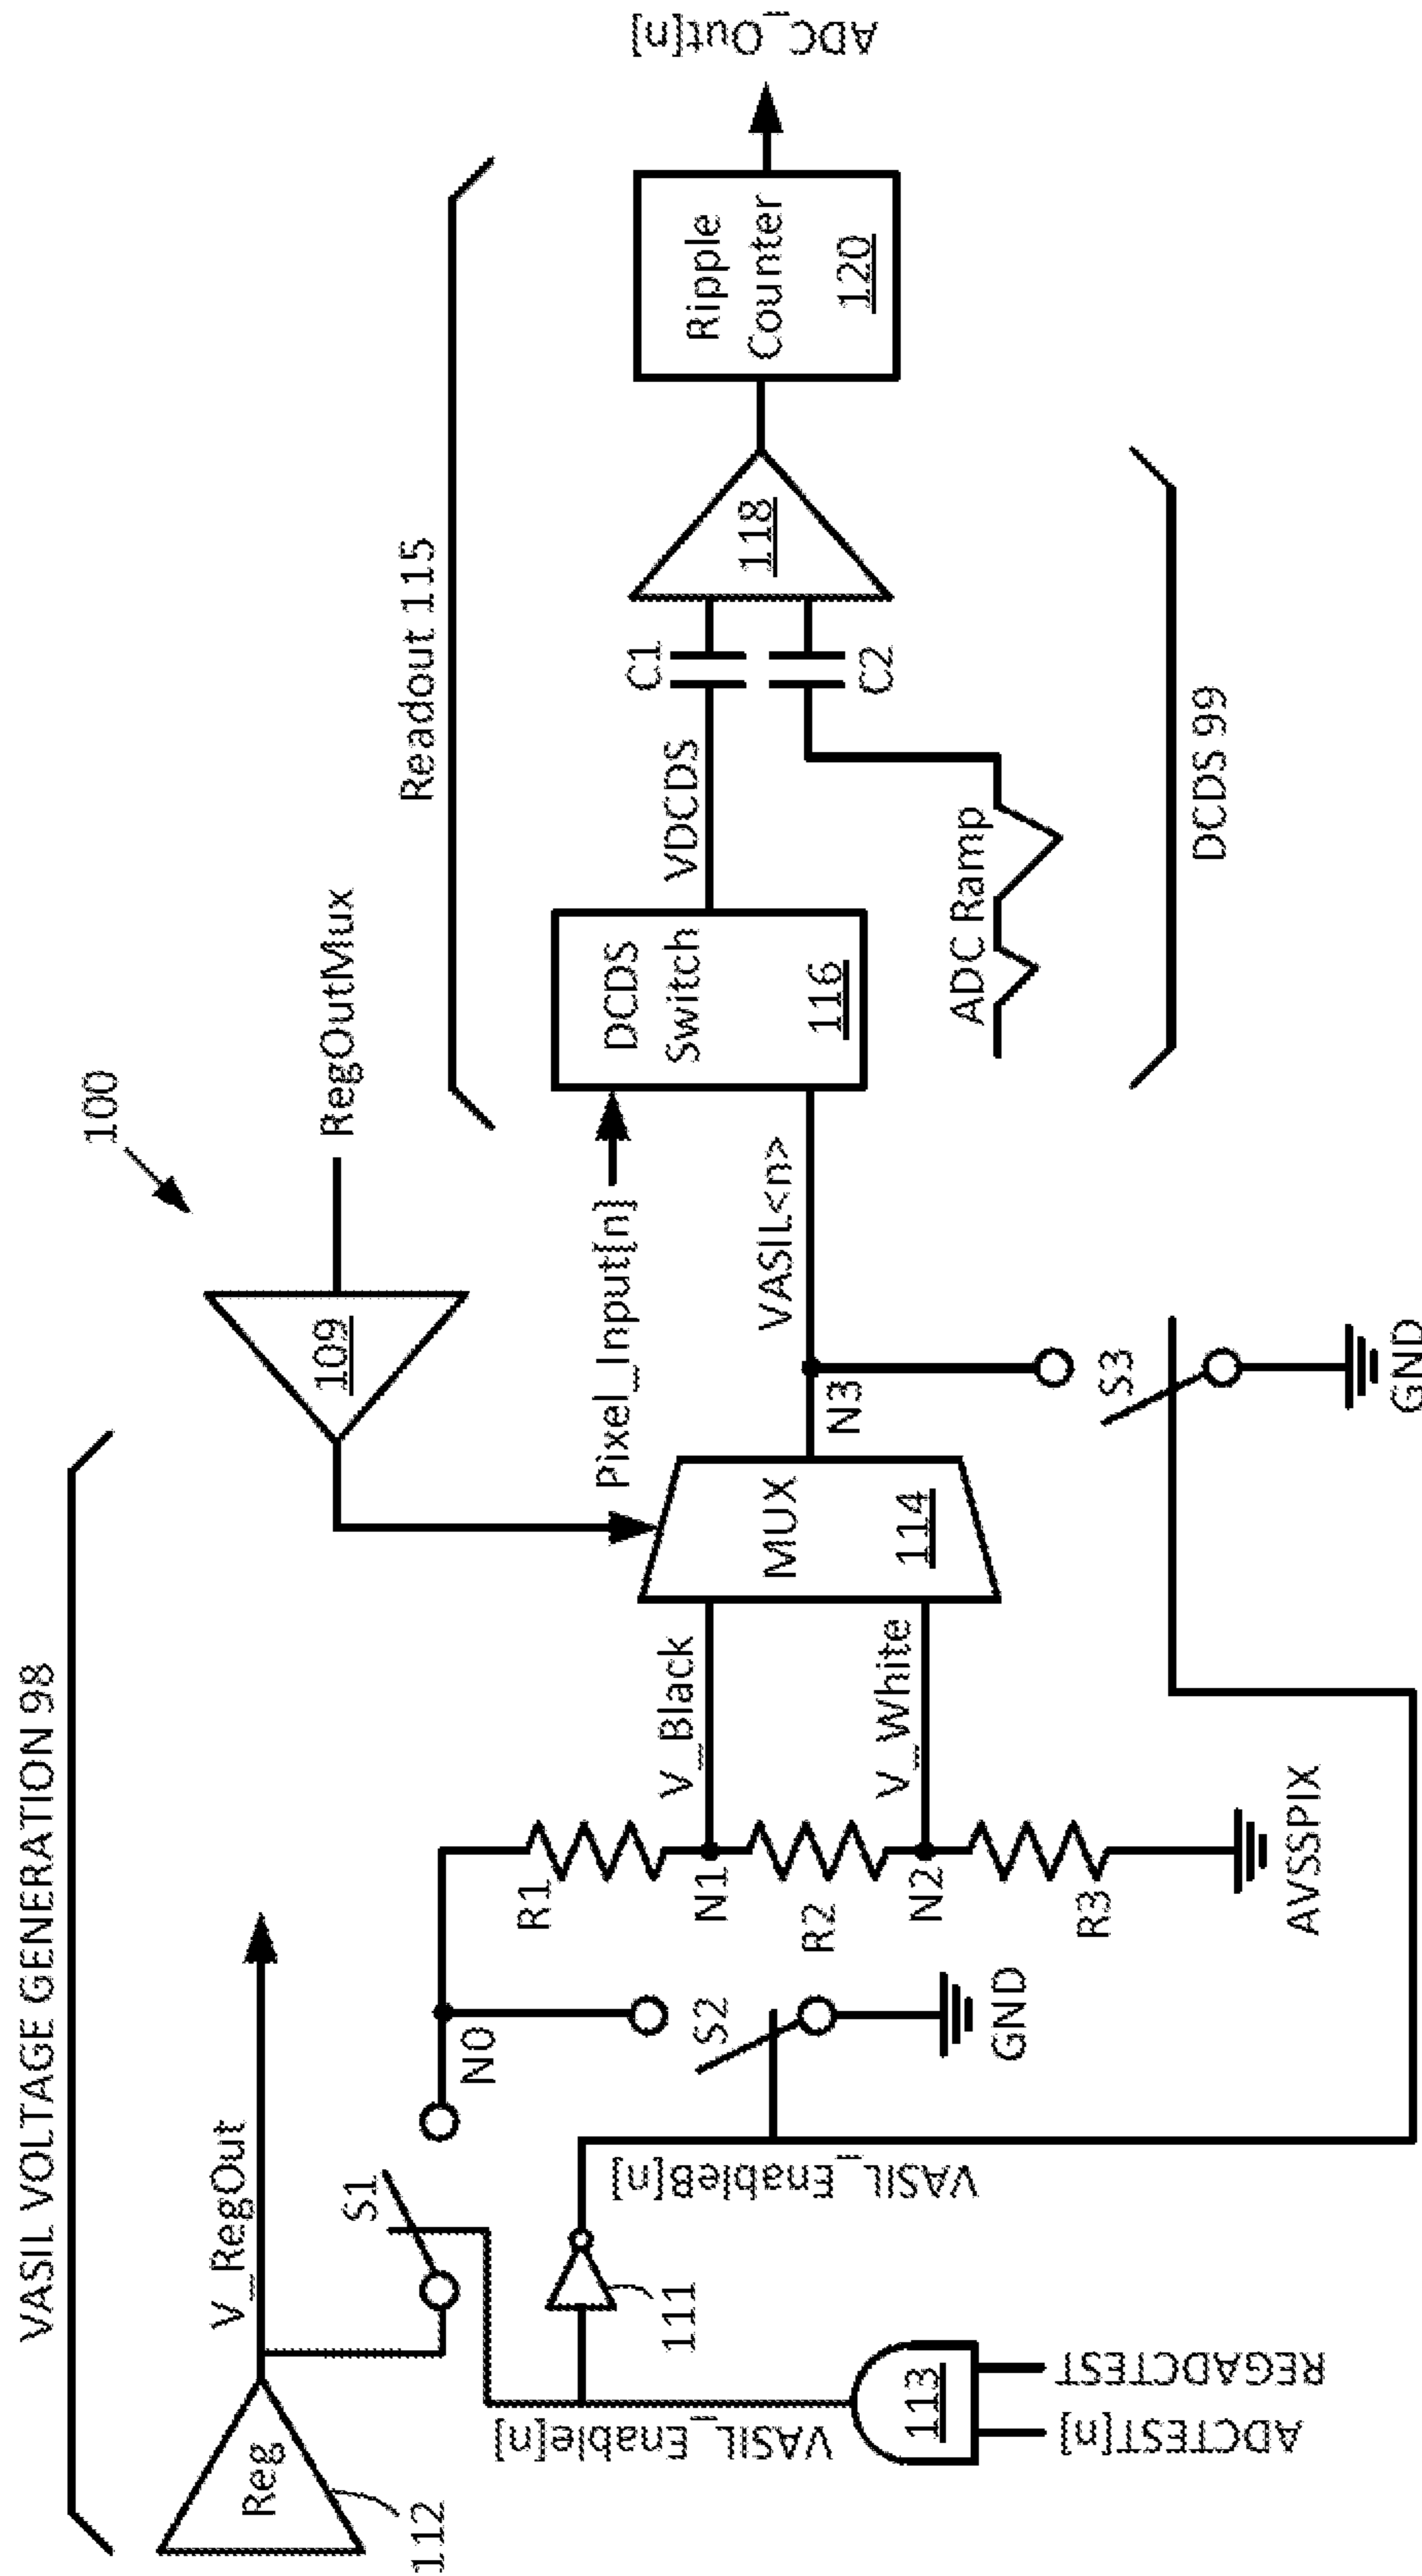 VASIL VOLTAGE GENERATION 98
100
Reg
112
V_RegOut
109
RegOutMux
Readout 115
S1
N0
R1
N1
R2
N2
R3
AVSSPIX
S2
GND
V_Black
V_White
MUX
114
N3
VASIL<n>
Pixel_Input[n]
DCDS
Switch
116
VDCDS
C1
C2
118
Ripple
Counter
120
ADC_Out[n]
ADC Ramp
DCDS 99
S3
GND
111
VASIL_EnableB[n]
VASIL_Enable[n]
113
ADCTEST[n]
REGADCTEST